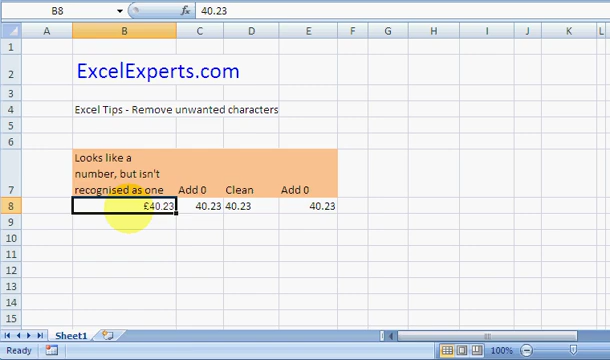 B8 fx 40.23
A B C D E F G H I J K L
1
2 ExcelExperts.com
3
4 Excel Tips - Remove unwanted characters
5
6
Looks like a
number, but isn't
7 recognised as one Add 0 Clean Add 0
8 £40.23 40.23 40.23 40.23
9
10
11
12
13
14
15
Sheet1
Ready 100%